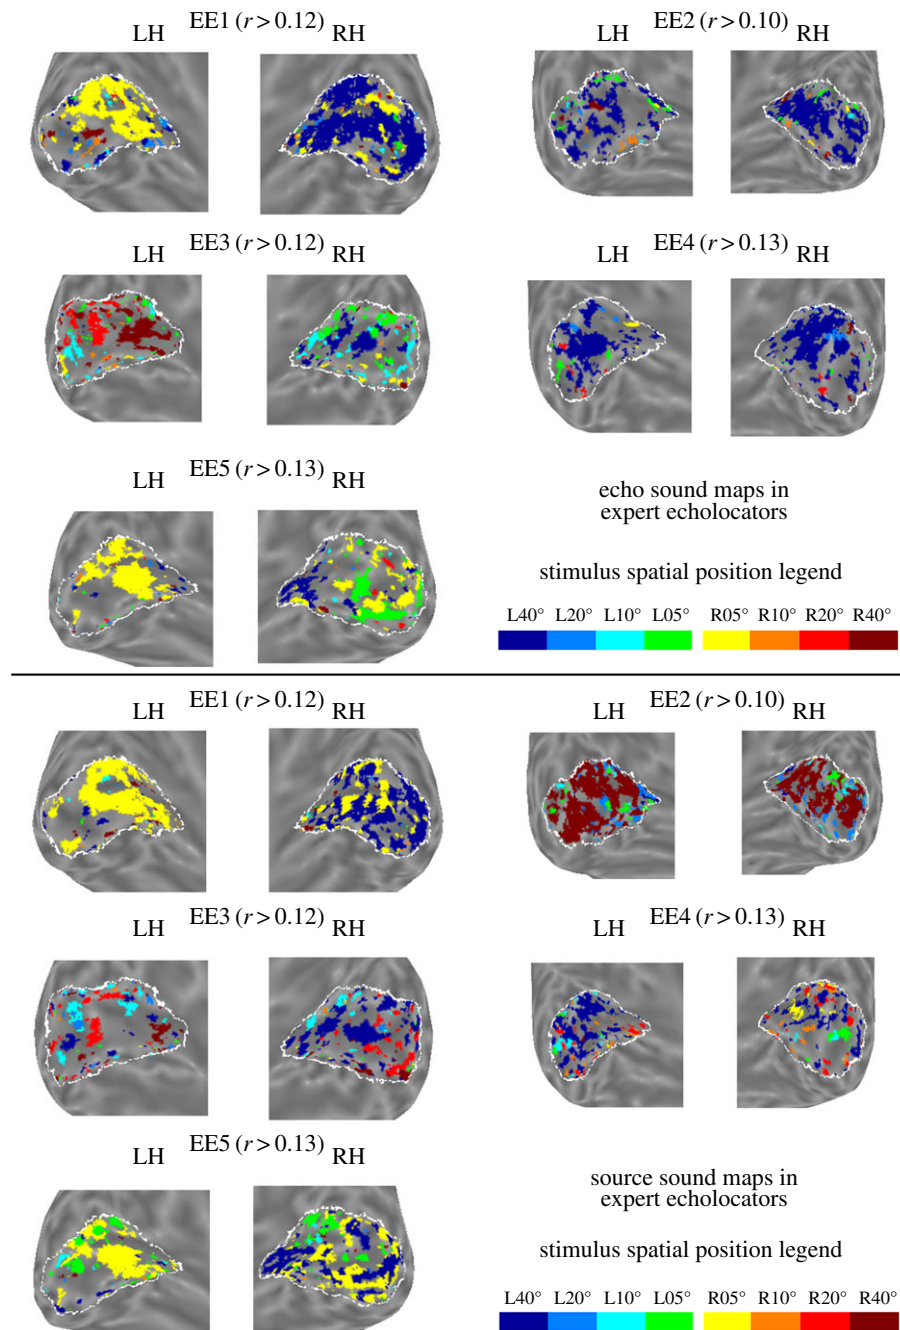 EE1 (r > 0.12)
LH RH
EE2 (r > 0.10)
LH RH
EE3 (r > 0.12)
LH RH
EE4 (r > 0.13)
LH RH
EE5 (r > 0.13)
LH RH
echo sound maps in
expert echolocators
stimulus spatial position legend
L40° L20° L10° L05° R05° R10° R20° R40°
EE1 (r > 0.12)
LH RH
EE2 (r > 0.10)
LH RH
EE3 (r > 0.12)
LH RH
EE4 (r > 0.13)
LH RH
EE5 (r > 0.13)
LH RH
source sound maps in
expert echolocators
stimulus spatial position legend
L40° L20° L10° L05° R05° R10° R20° R40°